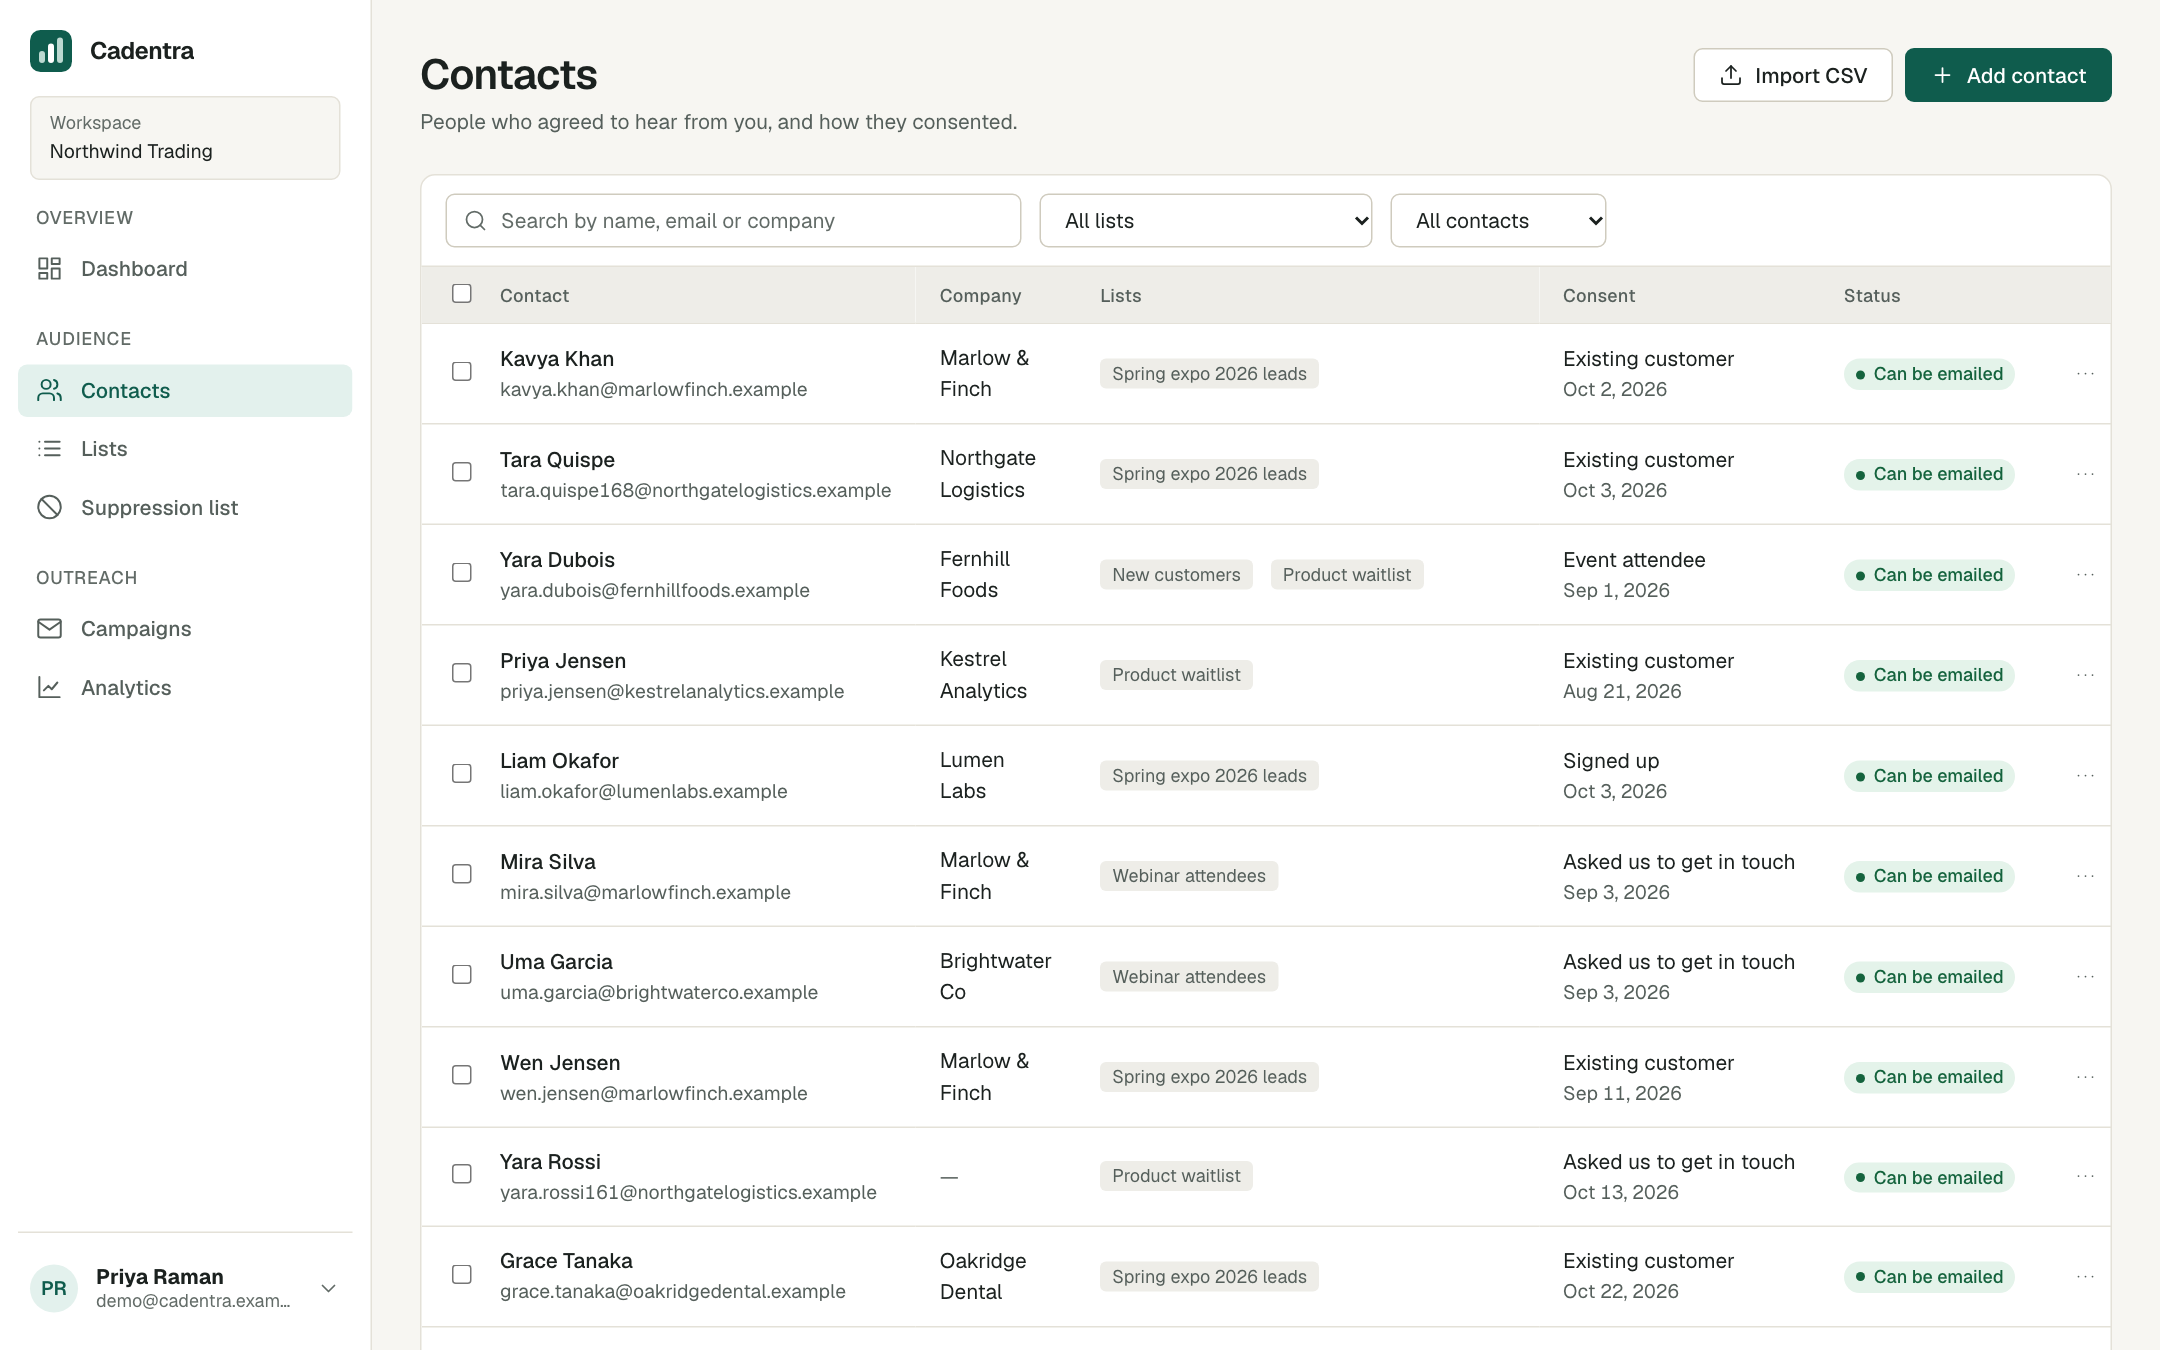 Cadentra
Workspace
Northwind Trading
OVERVIEW
Dashboard
AUDIENCE
Contacts
Lists
Suppression list
OUTREACH
Campaigns
Analytics
PR
Priya Raman
demo@cadentra.exam...
Contacts
People who agreed to hear from you, and how they consented.
Import CSV
Add contact
Search by name, email or company
All lists
All contacts
Contact Company Lists Consent Status
Kavya Khan
kavya.khan@marlowfinch.example
Marlow &
Finch
Spring expo 2026 leads
Existing customer
Oct 2, 2026
Can be emailed
Tara Quispe
tara.quispe168@northgatelogistics.example
Northgate
Logistics
Spring expo 2026 leads
Existing customer
Oct 3, 2026
Can be emailed
Yara Dubois
yara.dubois@fernhillfoods.example
Fernhill
Foods
New customers Product waitlist
Event attendee
Sep 1, 2026
Can be emailed
Priya Jensen
priya.jensen@kestrelanalytics.example
Kestrel
Analytics
Product waitlist
Existing customer
Aug 21, 2026
Can be emailed
Liam Okafor
liam.okafor@lumenlabs.example
Lumen
Labs
Spring expo 2026 leads
Signed up
Oct 3, 2026
Can be emailed
Mira Silva
mira.silva@marlowfinch.example
Marlow &
Finch
Webinar attendees
Asked us to get in touch
Sep 3, 2026
Can be emailed
Uma Garcia
uma.garcia@brightwaterco.example
Brightwater
Co
Webinar attendees
Asked us to get in touch
Sep 3, 2026
Can be emailed
Wen Jensen
wen.jensen@marlowfinch.example
Marlow &
Finch
Spring expo 2026 leads
Existing customer
Sep 11, 2026
Can be emailed
Yara Rossi
yara.rossi161@northgatelogistics.example
—
Product waitlist
Asked us to get in touch
Oct 13, 2026
Can be emailed
Grace Tanaka
grace.tanaka@oakridgedental.example
Oakridge
Dental
Spring expo 2026 leads
Existing customer
Oct 22, 2026
Can be emailed